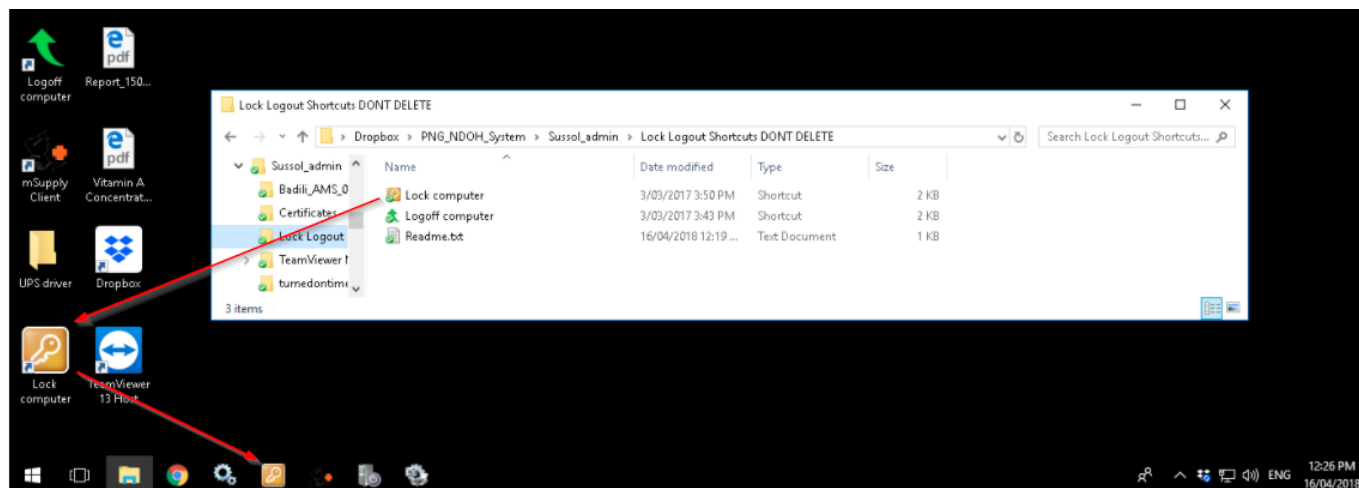 Logoff
computer
pdf
Report_150...
mSupply
Client
pdf
Vitamin A
Concentrat...
UPS driver
Dropbox
Lock
computer
TeamViewer
13 Host
Lock Logout Shortcuts DONT DELETE
Dropbox > PNG_NDOH_System > Sussol_admin > Lock Logout Shortcuts DONT DELETE
Search Lock Logout Shortcuts...
Sussol_admin
Badili_AMS_0
Certificates
Lock Logout
TeamViewer
turnedontime
Name Date modified Type Size
Lock computer 3/03/2017 3:50 PM Shortcut 2 KB
Logoff computer 3/03/2017 3:43 PM Shortcut 2 KB
Readme.txt 16/04/2018 12:19 ... Text Document 1 KB
3 items
ENG
12:26 PM
16/04/2018